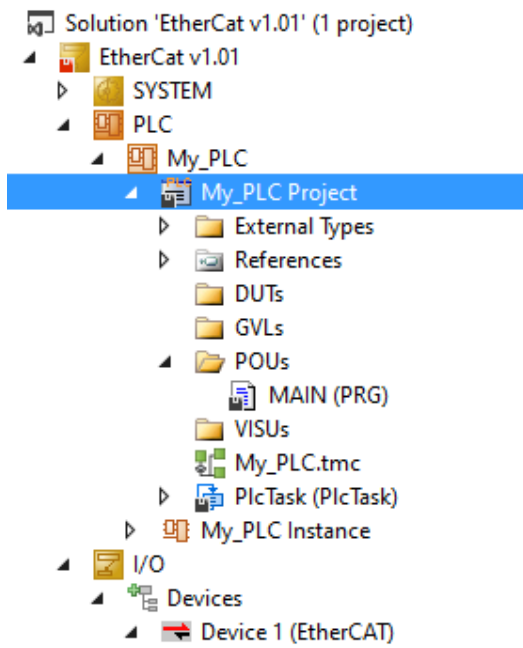 Solution 'EtherCat v1.01' (1 project)
EtherCat v1.01
SYSTEM
PLC
My_PLC
My_PLC Project
External Types
References
DUTs
GVLs
POUs
MAIN (PRG)
VISUs
My_PLC.tmc
PlcTask (PlcTask)
My_PLC Instance
I/O
Devices
Device 1 (EtherCAT)